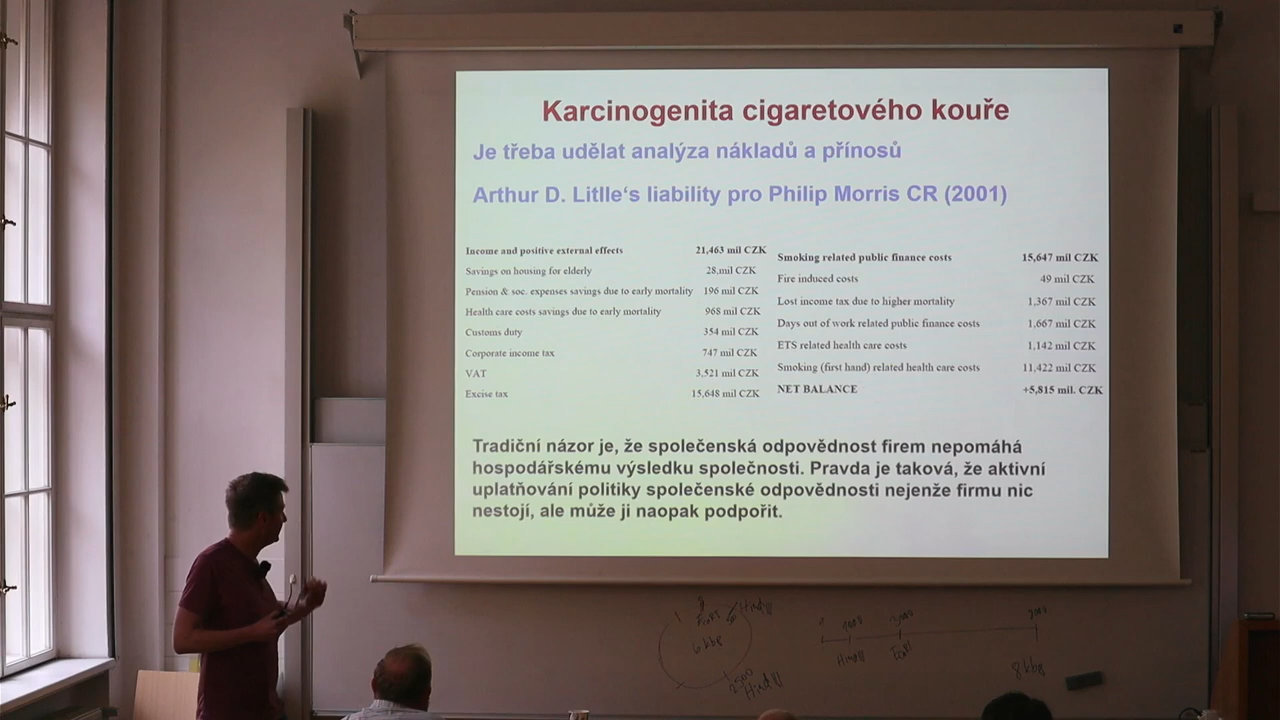 Karcinogenita cigaretového kouře
Je třeba udělat analýza nákladů a přínosů
Arthur D. Litlle‘s liability pro Philip Morris CR (2001)
Income and positive external effects 21,463 mil CZK
Savings on housing for elderly 28,mil CZK
Pension & soc. expenses savings due to early mortality 196 mil CZK
Health care costs savings due to early mortality 968 mil CZK
Customs duty 354 mil CZK
Corporate income tax 747 mil CZK
VAT 3,521 mil CZK
Excise tax 15,648 mil CZK
Smoking related public finance costs 15,647 mil CZK
Fire induced costs 49 mil CZK
Lost income tax due to higher mortality 1,367 mil CZK
Days out of work related public finance costs 1,667 mil CZK
ETS related health care costs 1,142 mil CZK
Smoking (first hand) related health care costs 11,422 mil CZK
NET BALANCE +5,815 mil. CZK
Tradiční názor je, že společenská odpovědnost firem nepomáhá
hospodářskému výsledku společnosti. Pravda je taková, že aktivní
uplatňování politiky společenské odpovědnosti nejenže firmu nic
nestojí, ale může ji naopak podpořit.
6 kbp
2500
8 kbp